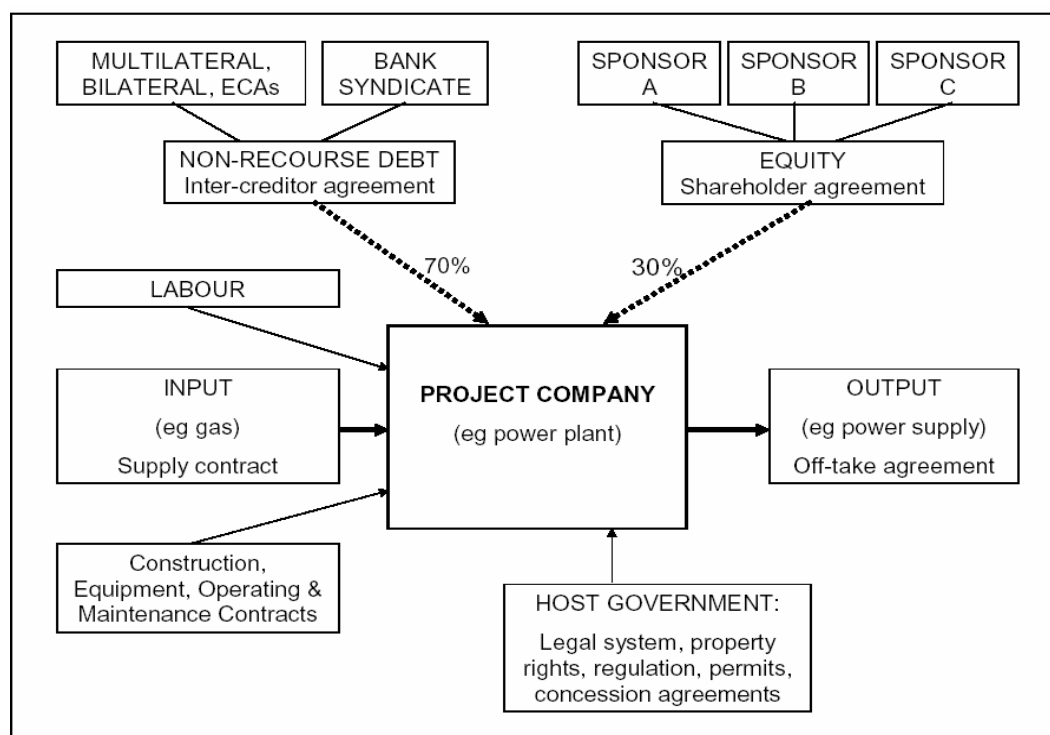 MULTILATERAL,
BILATERAL, ECAs
BANK
SYNDICATE
SPONSOR
A
SPONSOR
B
SPONSOR
C
NON-RECOURSE DEBT
Inter-creditor agreement
EQUITY
Shareholder agreement
70%
30%
LABOUR
INPUT
(eg gas)
Supply contract
PROJECT COMPANY
(eg power plant)
OUTPUT
(eg power supply)
Off-take agreement
Construction,
Equipment, Operating &
Maintenance Contracts
HOST GOVERNMENT:
Legal system, property
rights, regulation, permits,
concession agreements